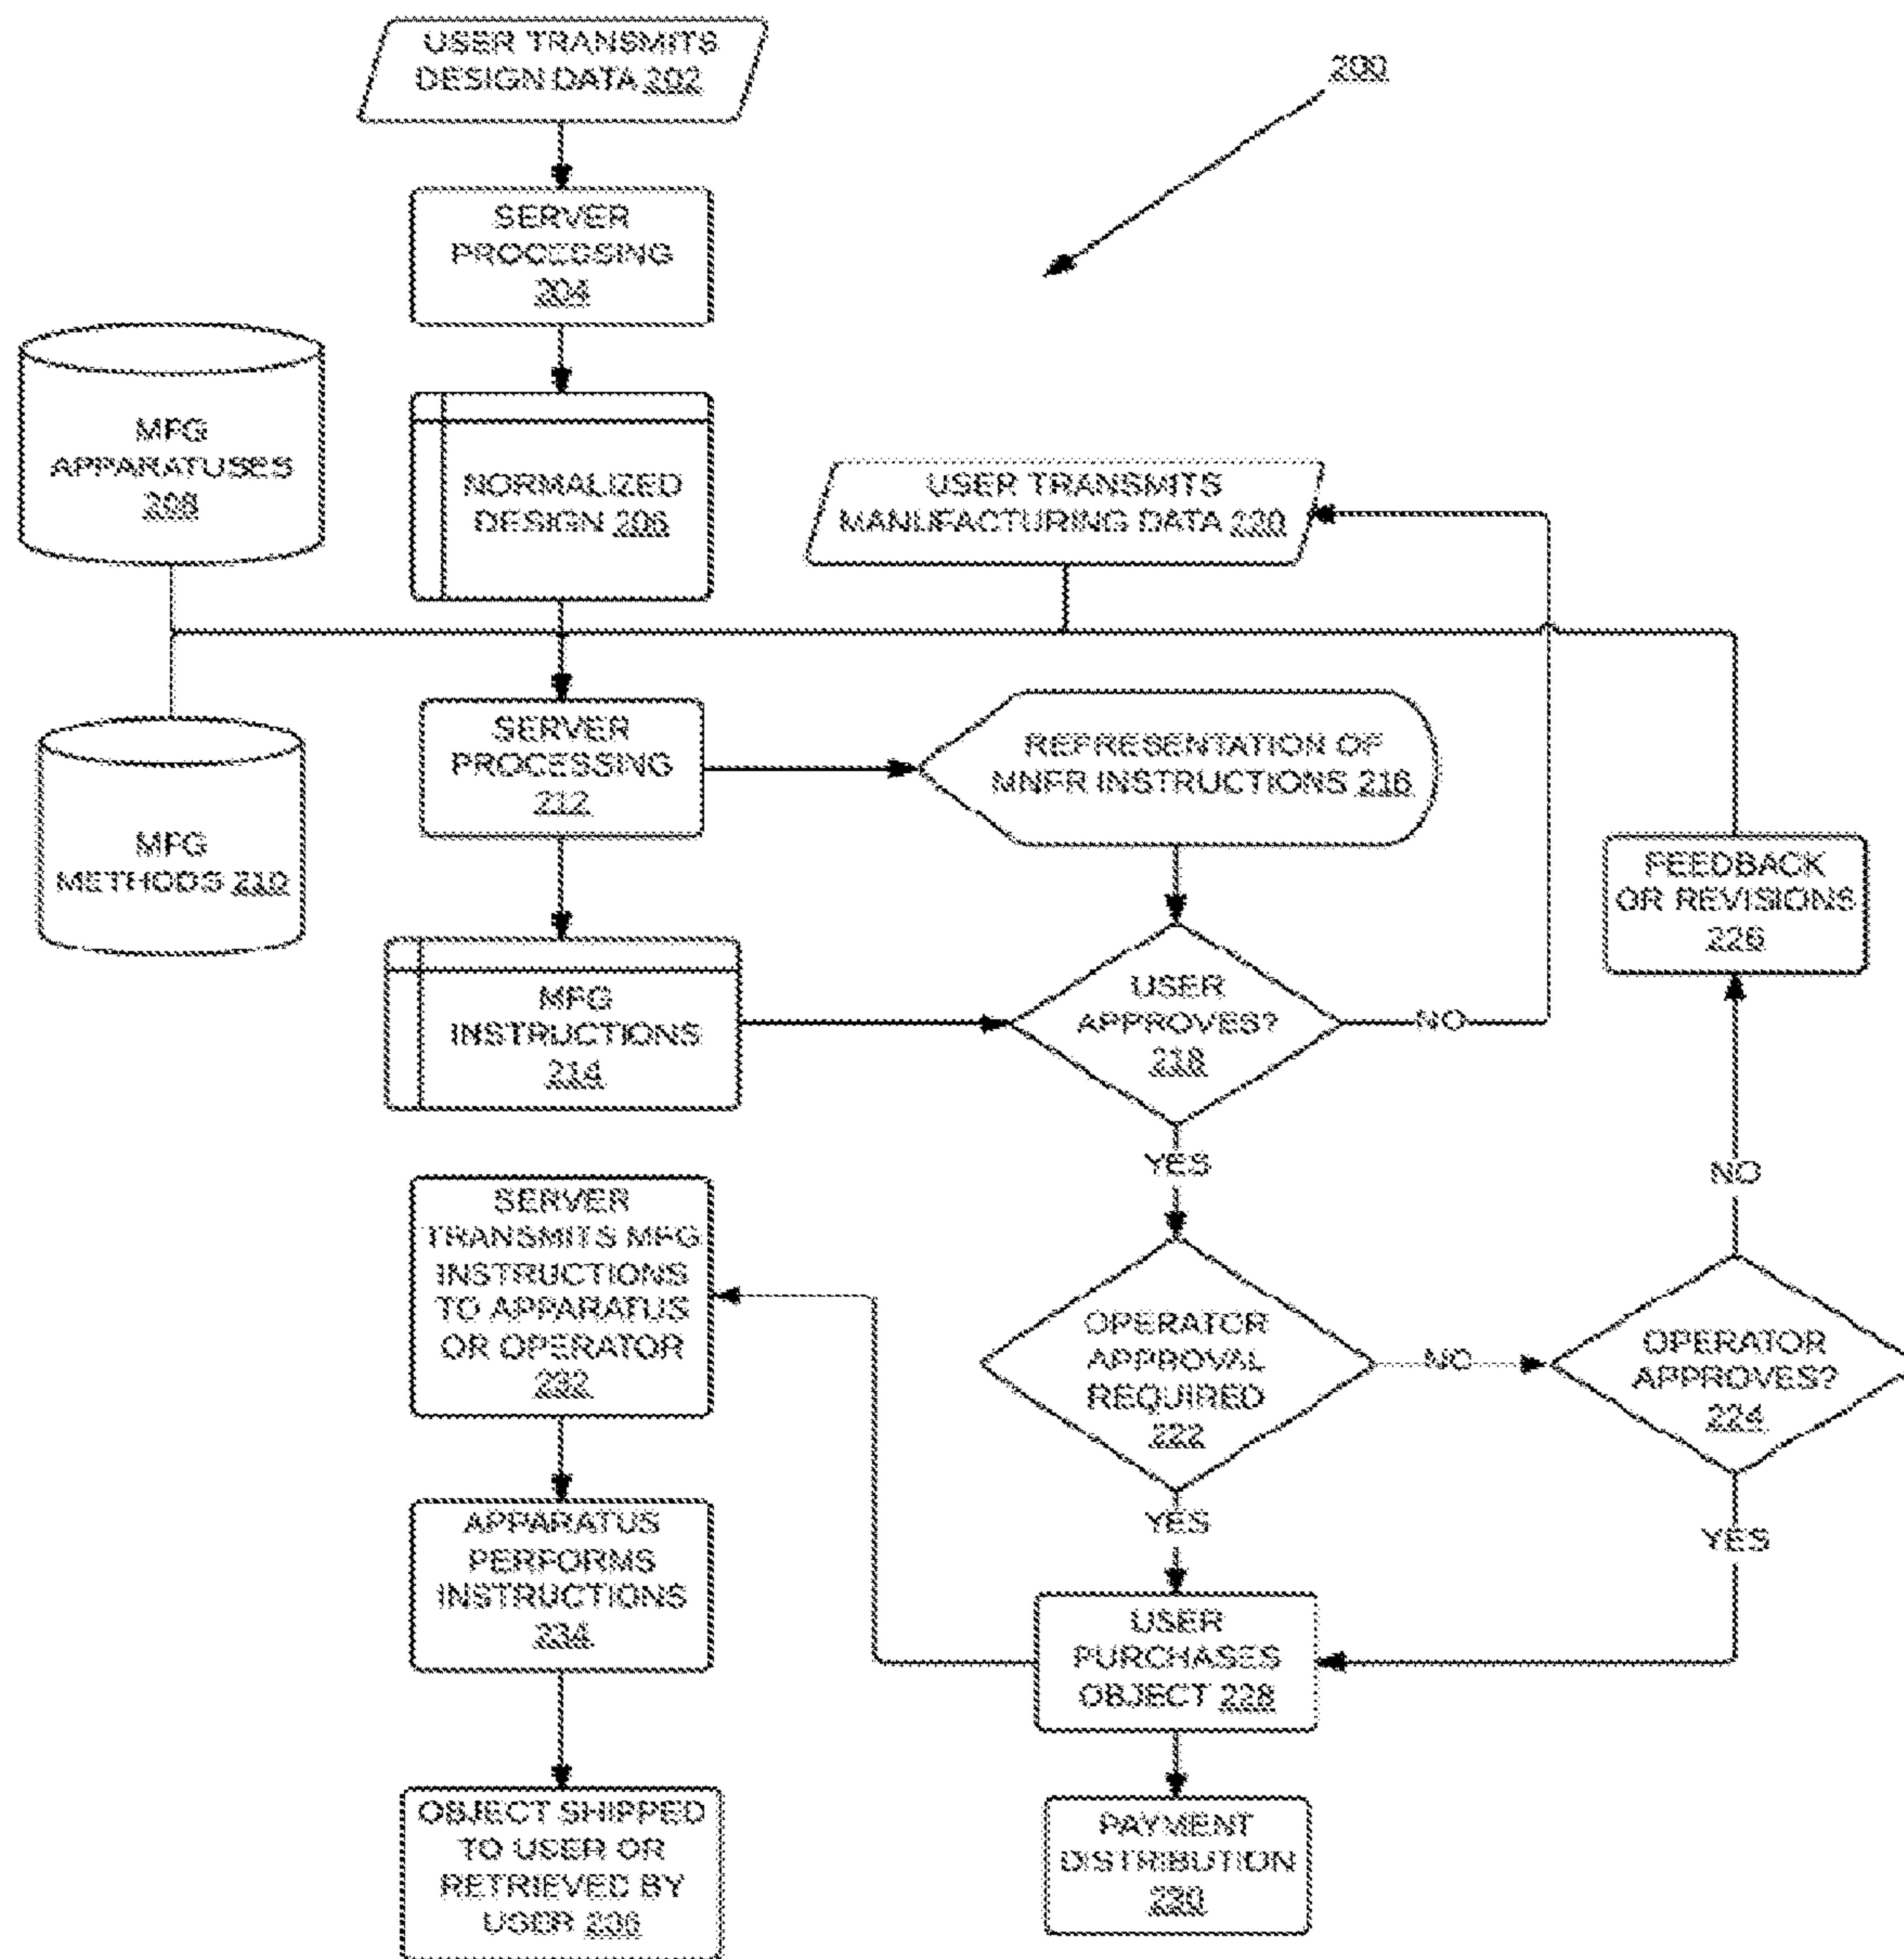 USER TRANSMITS
DESIGN DATA 202
200
SERVER
PROCESSING
204
MFG
APPARATUSES
208
NORMALIZED
DESIGN 206
USER TRANSMITS
MANUFACTURING DATA 220
SERVER
PROCESSING
212
REPRESENTATION OF
MNFR INSTRUCTIONS 216
MFG
METHODS 210
FEEDBACK
OR REVISIONS
226
MFG
INSTRUCTIONS
214
USER
APPROVES?
218
NO
YES
NO
SERVER
TRANSMITS MFG
INSTRUCTIONS
TO APPARATUS
OR OPERATOR
232
OPERATOR
APPROVAL
REQUIRED
222
NO
OPERATOR
APPROVES?
224
YES
YES
APPARATUS
PERFORMS
INSTRUCTIONS
234
USER
PURCHASES
OBJECT 228
OBJECT SHIPPED
TO USER OR
RETRIEVED BY
USER 236
PAYMENT
DISTRIBUTION
230